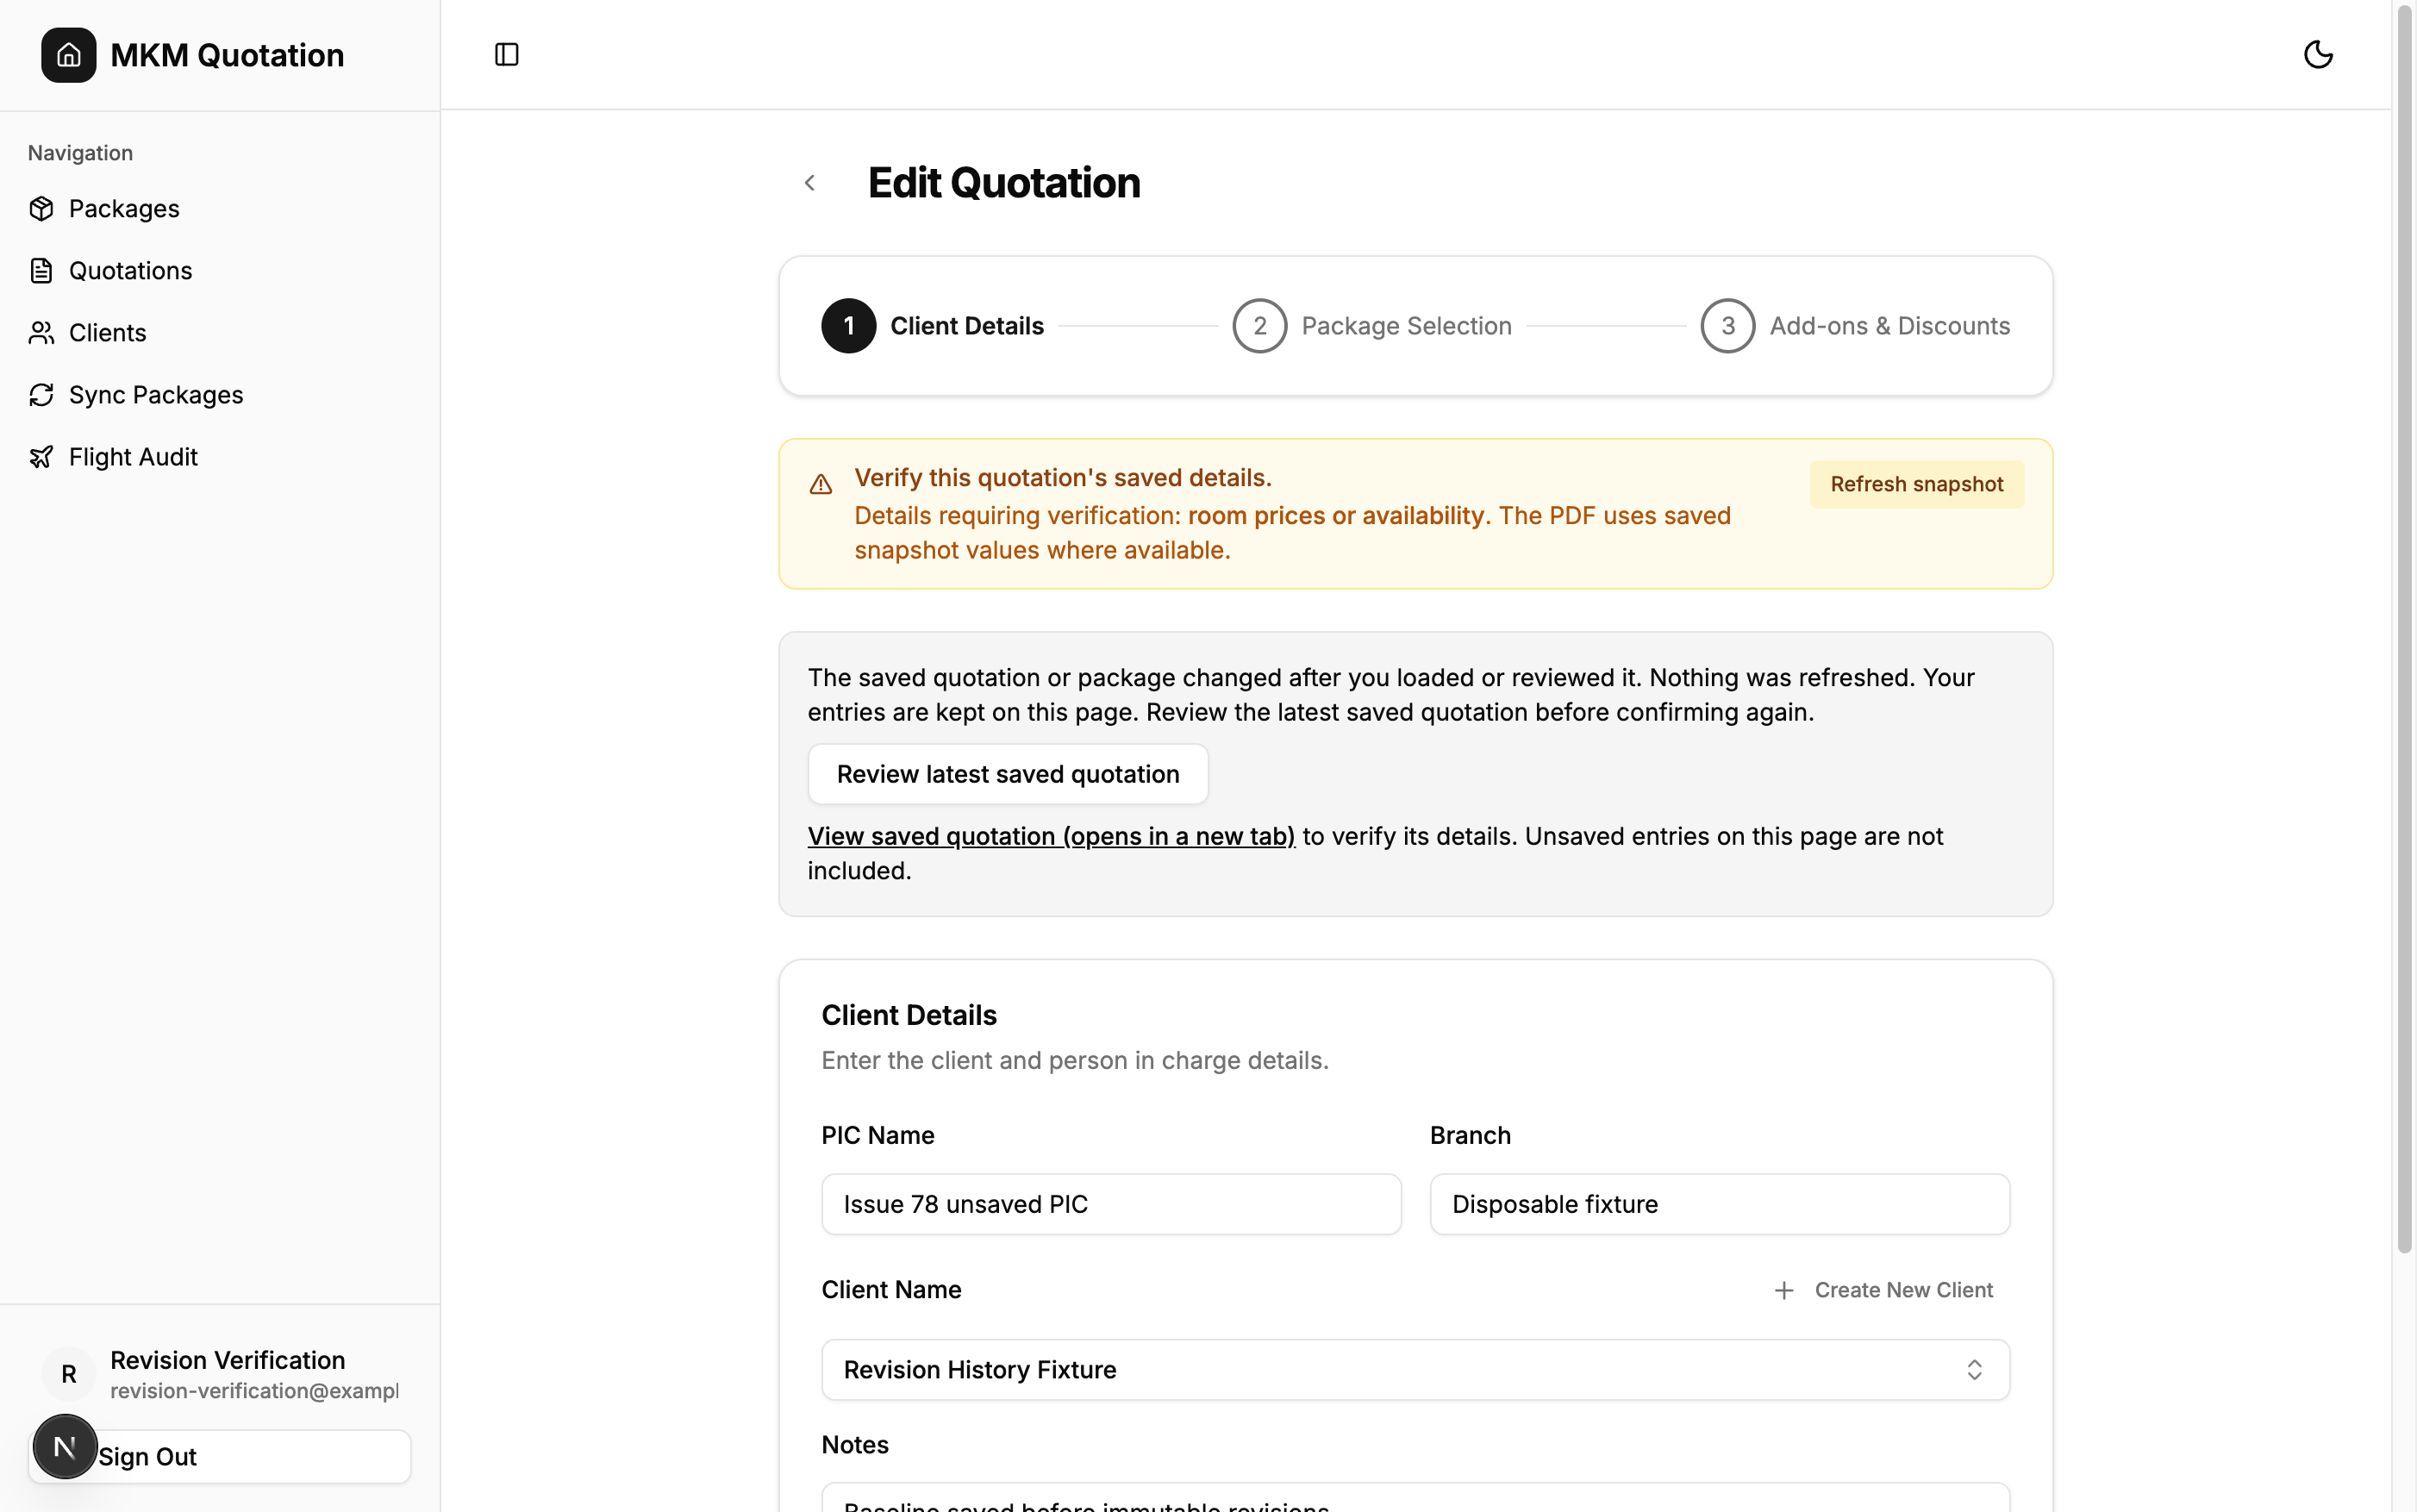 MKM Quotation
Navigation
Packages
Quotations
Clients
Sync Packages
Flight Audit
R
Revision Verification
revision-verification@exampl
N
Sign Out
Edit Quotation
1 Client Details
2 Package Selection
3 Add-ons & Discounts
Verify this quotation's saved details.
Refresh snapshot
Details requiring verification: room prices or availability. The PDF uses saved
snapshot values where available.
The saved quotation or package changed after you loaded or reviewed it. Nothing was refreshed. Your
entries are kept on this page. Review the latest saved quotation before confirming again.
Review latest saved quotation
View saved quotation (opens in a new tab) to verify its details. Unsaved entries on this page are not
included.
Client Details
Enter the client and person in charge details.
PIC Name
Branch
Issue 78 unsaved PIC
Disposable fixture
Client Name
Create New Client
Revision History Fixture
Notes
Baseline saved before immutable revisions